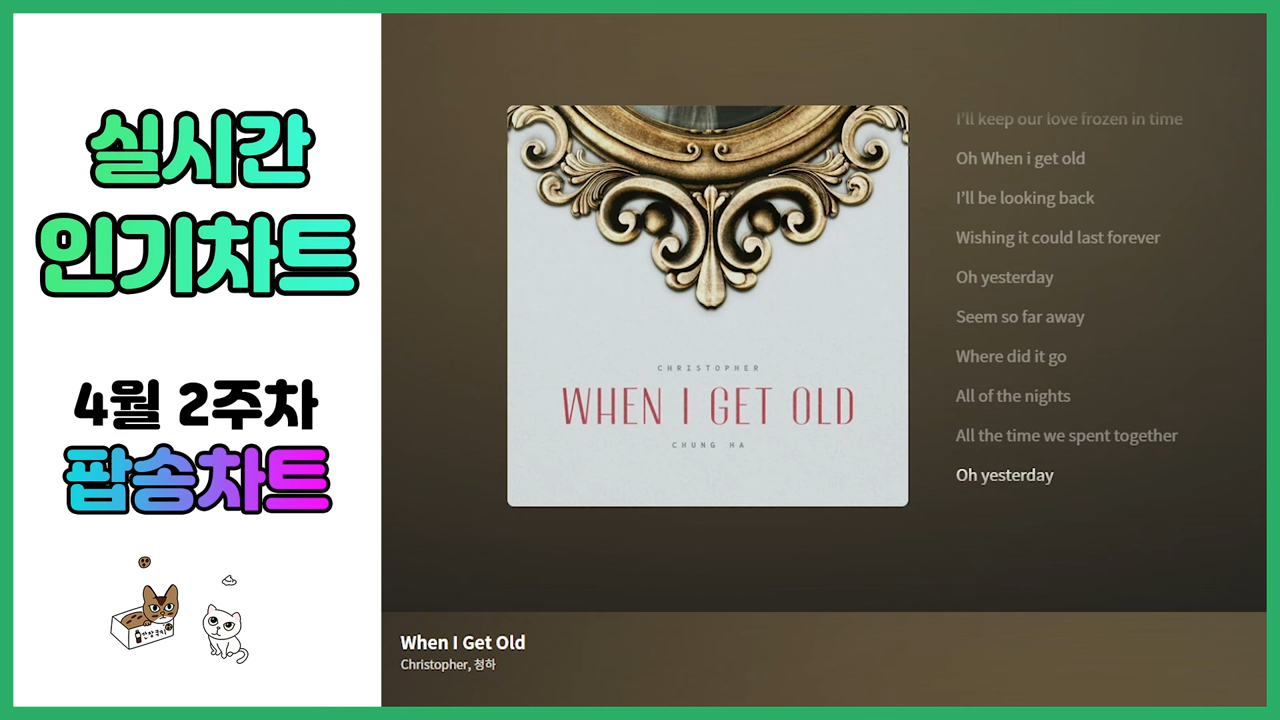 실시간
인기차트
4월 2주차
팝송차트
CHRISTOPHER
WHEN I GET OLD
CHUNG HA
I'll keep our love frozen in time
Oh When i get old
I’ll be looking back
Wishing it could last forever
Oh yesterday
Seem so far away
Where did it go
All of the nights
All the time we spent together
Oh yesterday
When I Get Old
Christopher, 청하